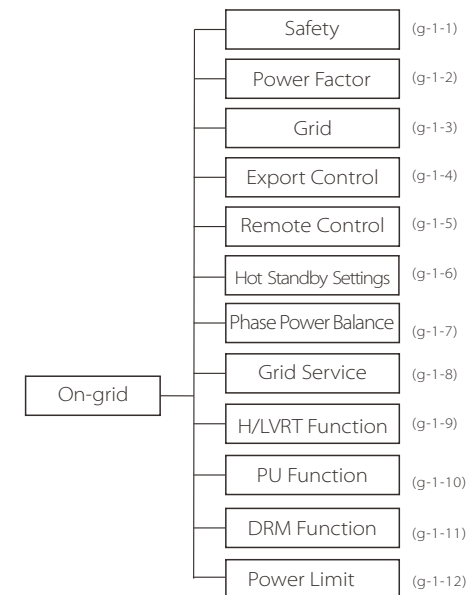 Safety (g-1-1)
Power Factor (g-1-2)
Grid (g-1-3)
Export Control (g-1-4)
Remote Control (g-1-5)
Hot Standby Settings (g-1-6)
Phase Power Balance (g-1-7)
Grid Service (g-1-8)
On-grid
H/LVRT Function (g-1-9)
PU Function (g-1-10)
DRM Function (g-1-11)
Power Limit (g-1-12)